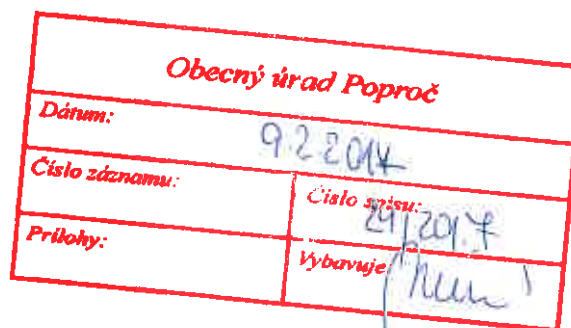 Obecný úrad Poproč
Dátum: 9.2.2017
Číslo záznamu:
Číslo spisu: 29/2017
Prílohy:
Vybavuje